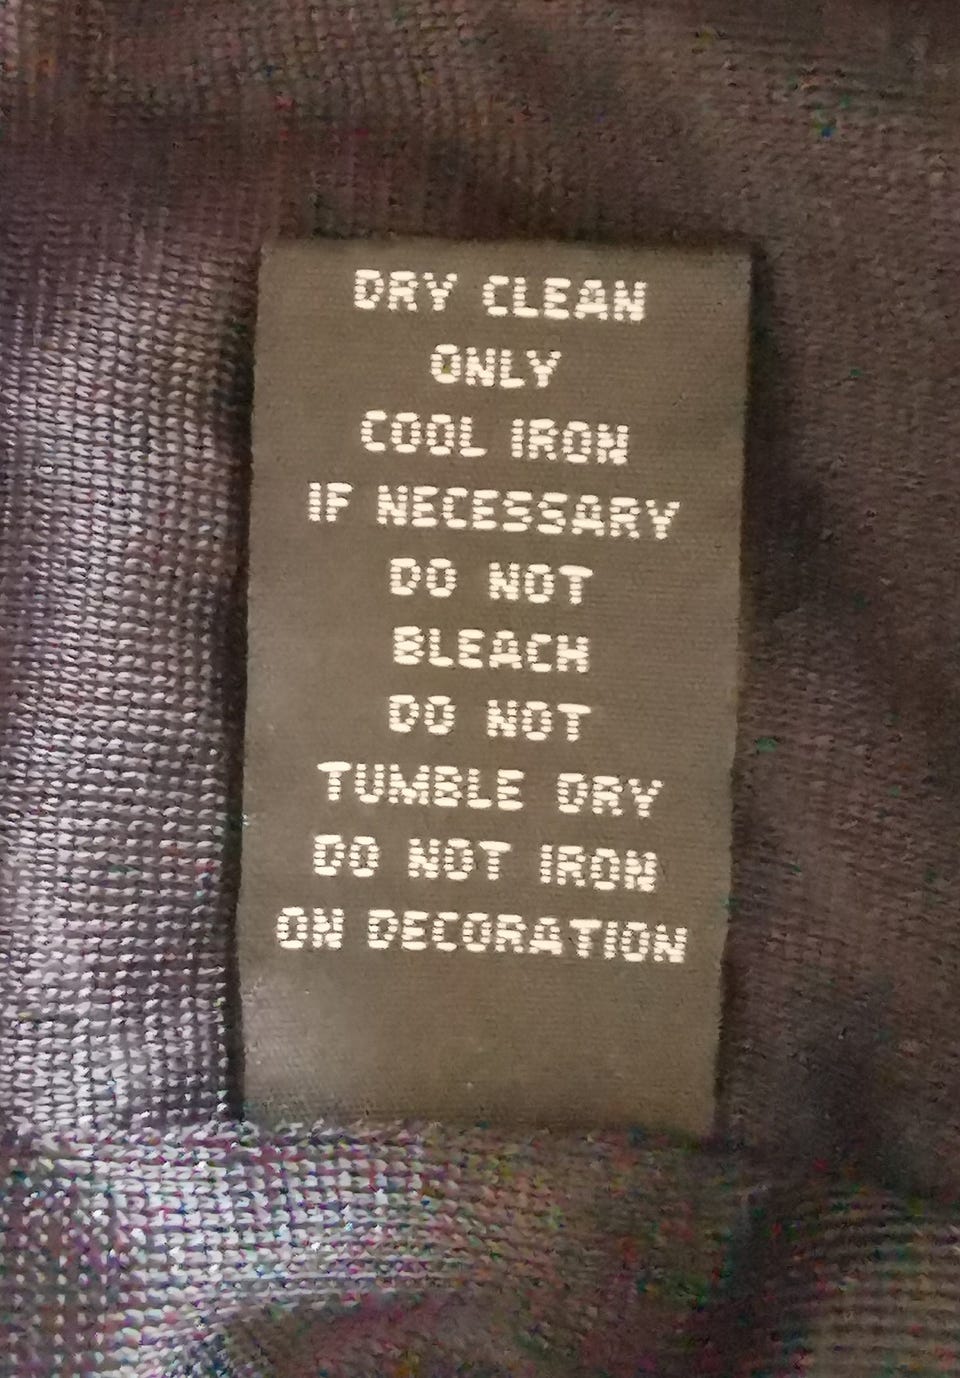 DRY CLEAN
ONLY
COOL IRON
IF NECESSARY
DO NOT
BLEACH
DO NOT
TUMBLE DRY
DO NOT IRON
ON DECORATION